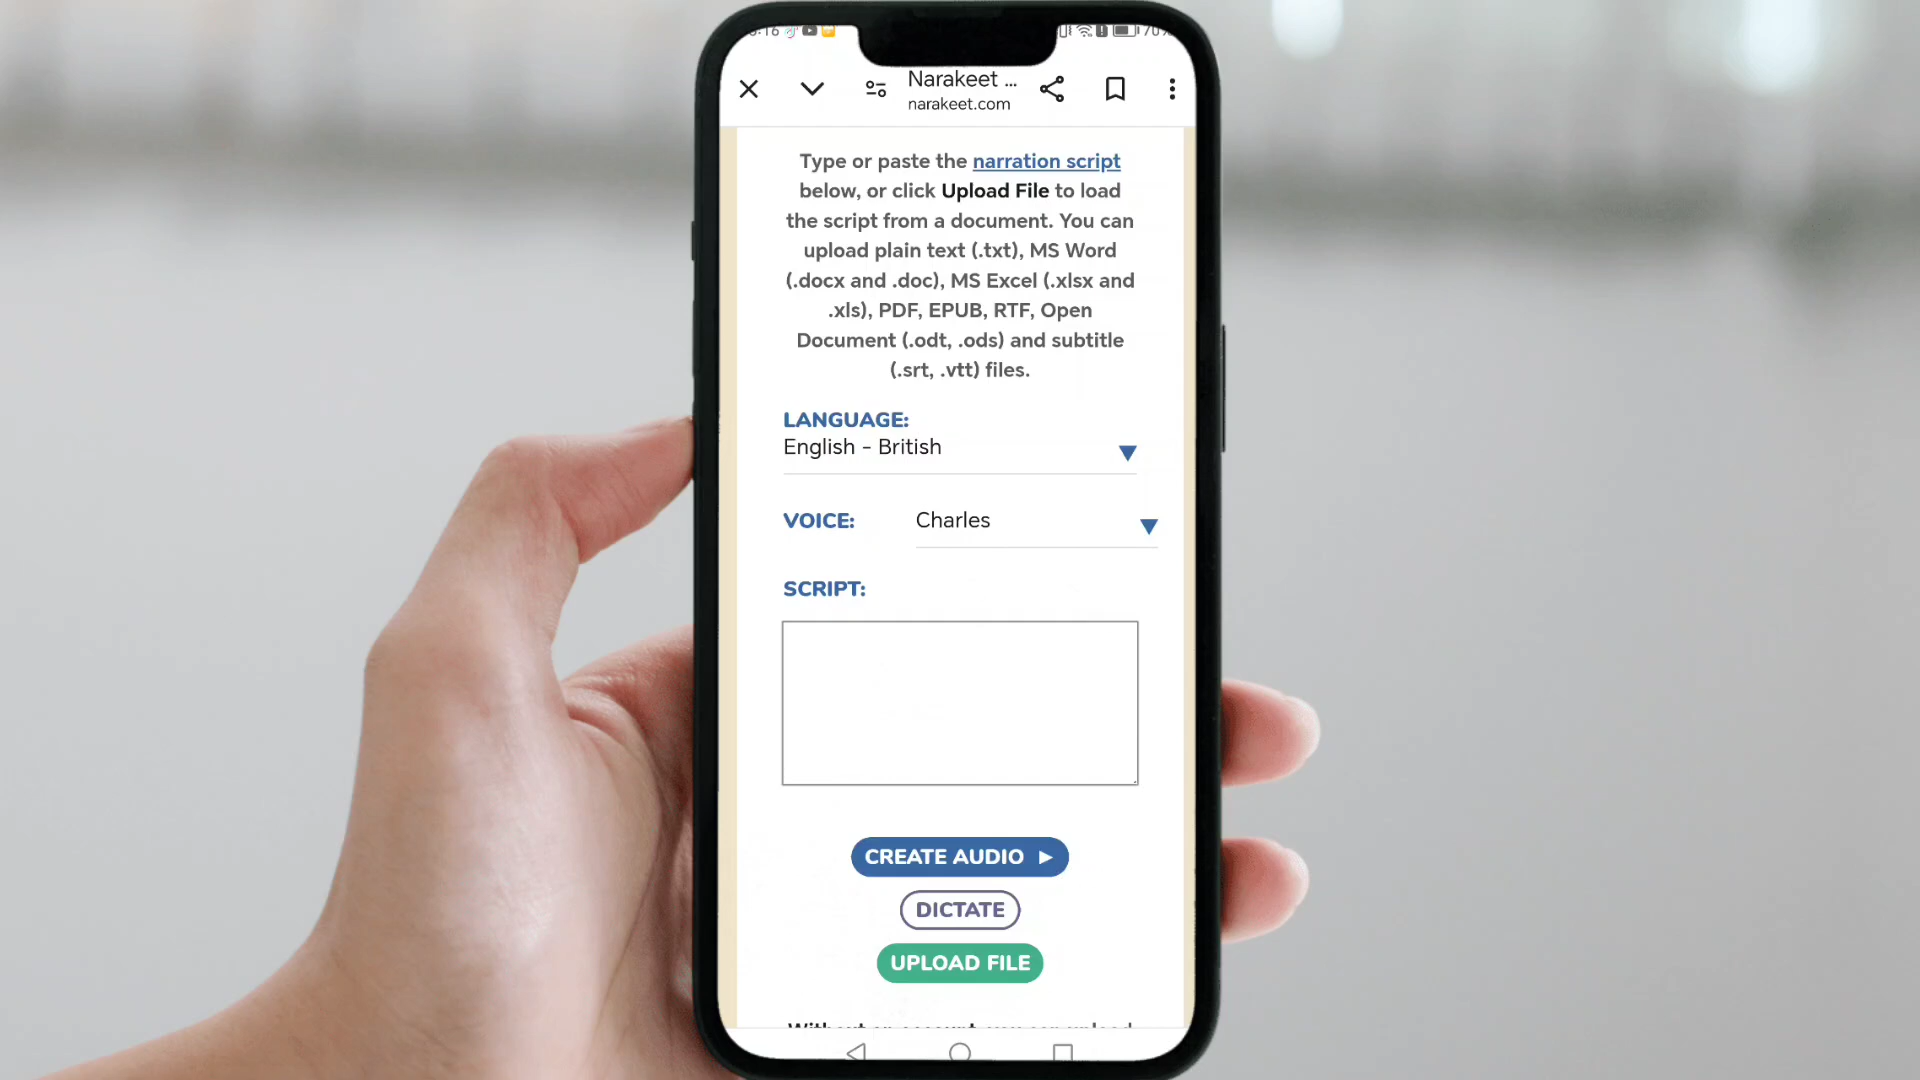 Narakeet ...
narakeet.com
Type or paste the narration script
below, or click Upload File to load
the script from a document. You can
upload plain text (.txt), MS Word
(.docx and .doc), MS Excel (.xlsx and
.xls), PDF, EPUB, RTF, Open
Document (.odt, .ods) and subtitle
(.srt, .vtt) files.
LANGUAGE:
English - British
VOICE: Charles
SCRIPT:
CREATE AUDIO
DICTATE
UPLOAD FILE